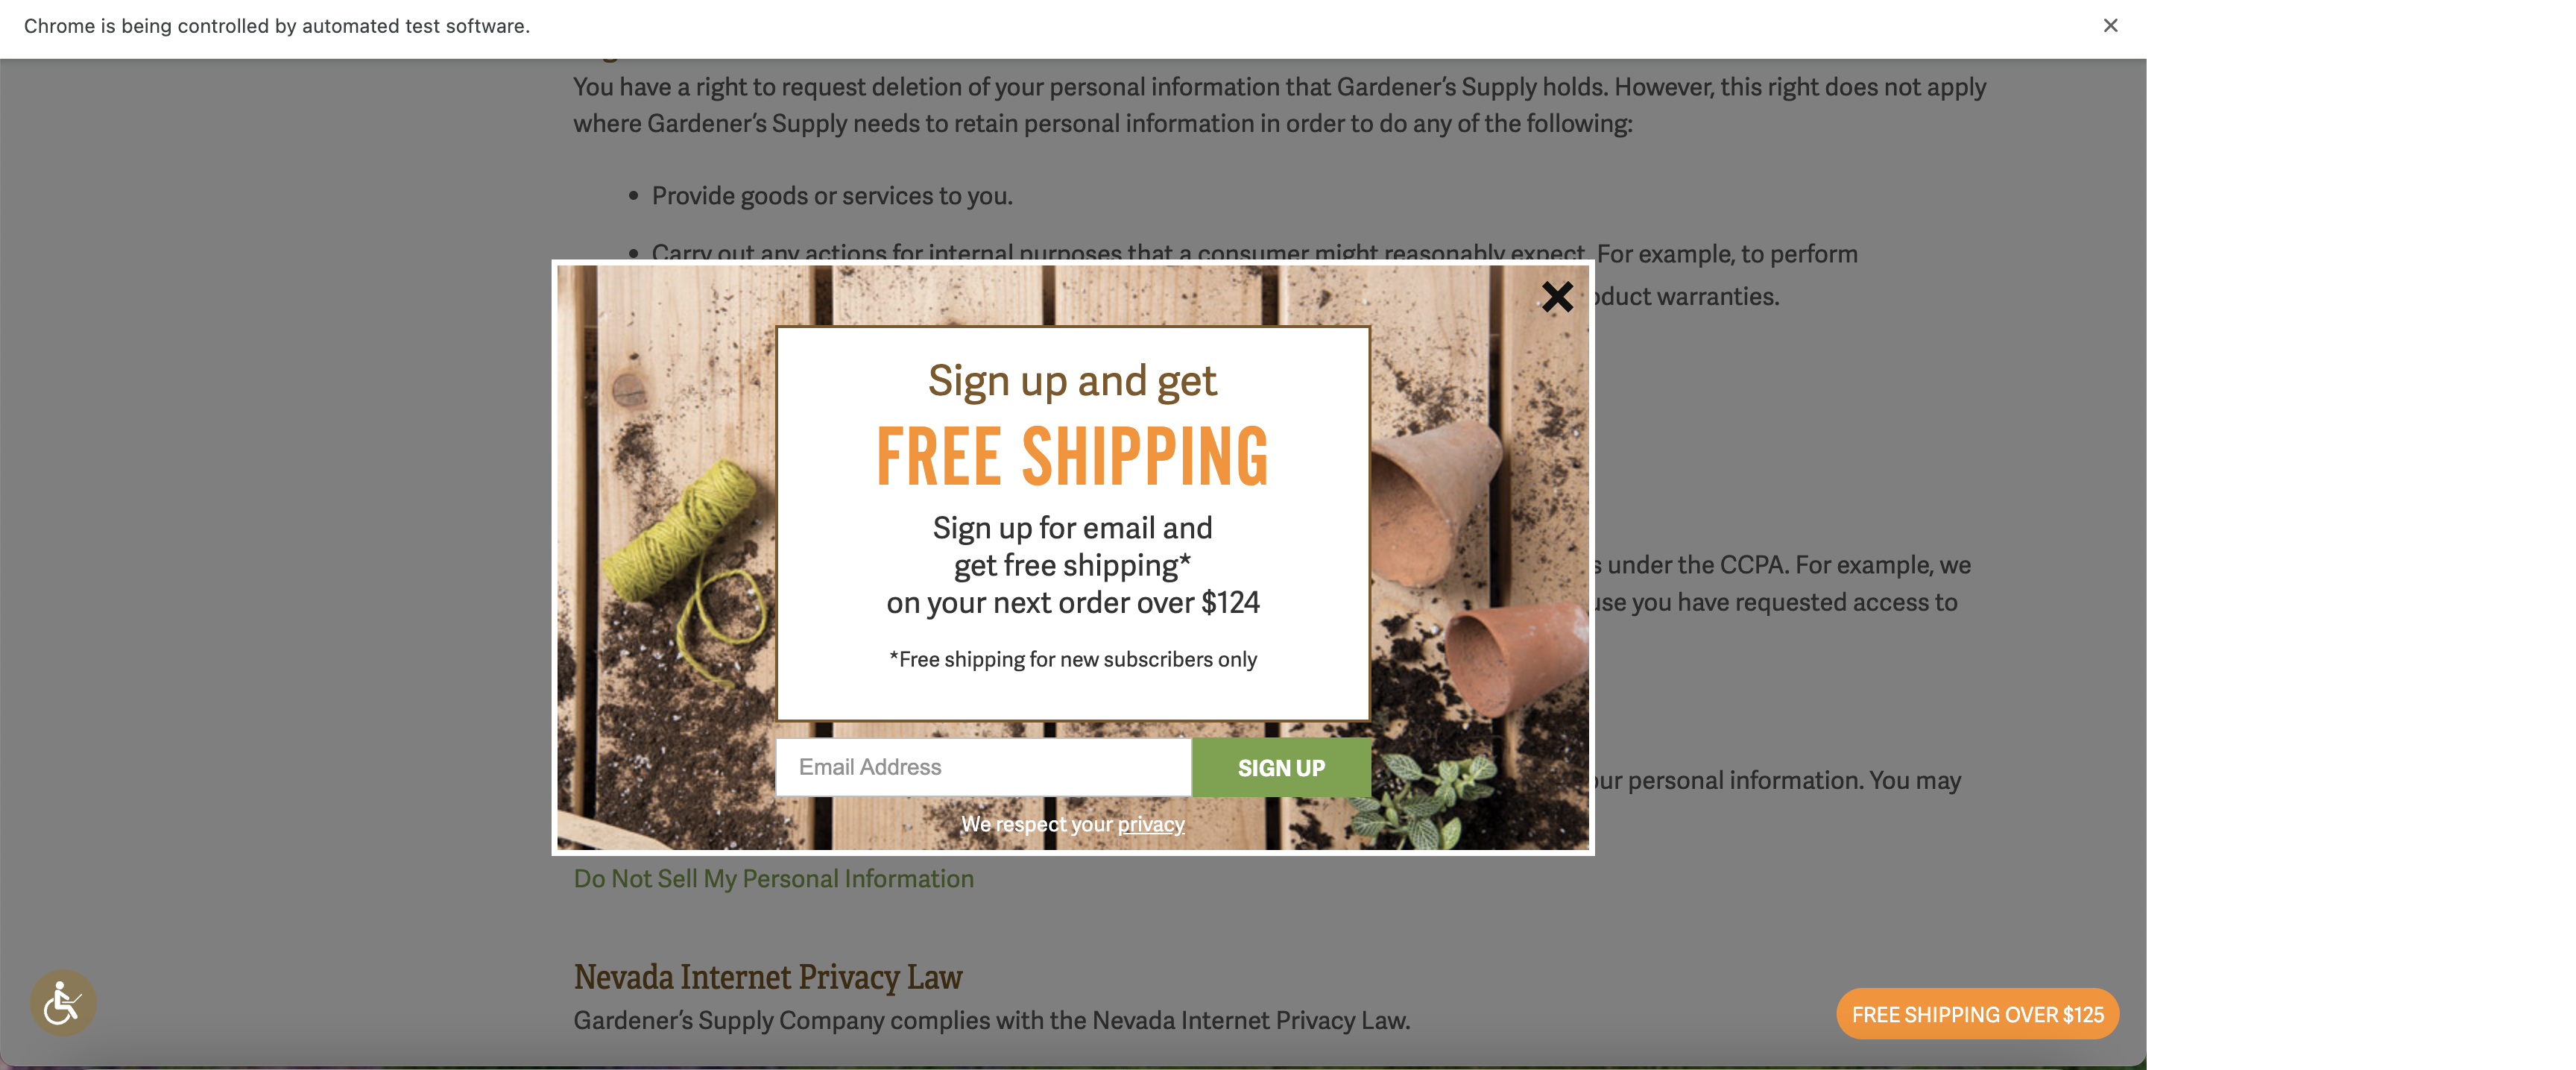 Chrome is being controlled by automated test software.
You have a right to request deletion of your personal information that Gardener’s Supply holds. However, this right does not apply
where Gardener’s Supply needs to retain personal information in order to do any of the following:
• Provide goods or services to you.
• Carry out any actions for internal purposes that a consumer might reasonably expect. For example, to perform
duct warranties.
Sign up and get
FREE SHIPPING
Sign up for email and
get free shipping*
on your next order over $124
*Free shipping for new subscribers only
Email Address
SIGN UP
We respect your privacy
under the CCPA. For example, we
use you have requested access to
our personal information. You may
Do Not Sell My Personal Information
Nevada Internet Privacy Law
Gardener’s Supply Company complies with the Nevada Internet Privacy Law.
FREE SHIPPING OVER $125